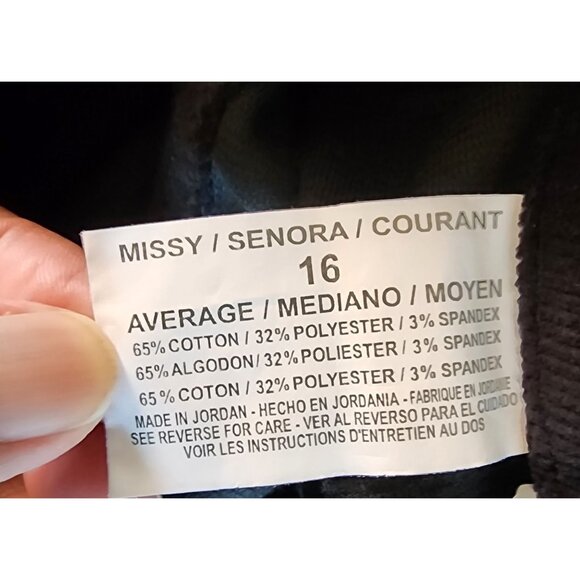 MISSY / SENORA / COURANT
16
AVERAGE / MEDIANO / MOYEN
65% COTTON / 32% POLYESTER / 3% SPANDEX
65% ALGODON / 32% POLIESTER / 3% SPANDEX
65% COTON / 32% POLYESTER / 3% SPANDEX
MADE IN JORDAN - HECHO EN JORDANIA - FABRIQUE EN JORDANIE
SEE REVERSE FOR CARE - VER AL REVERSO PARA EL CUIDADO
VOIR LES INSTRUCTIONS D'ENTRETIEN AU DOS